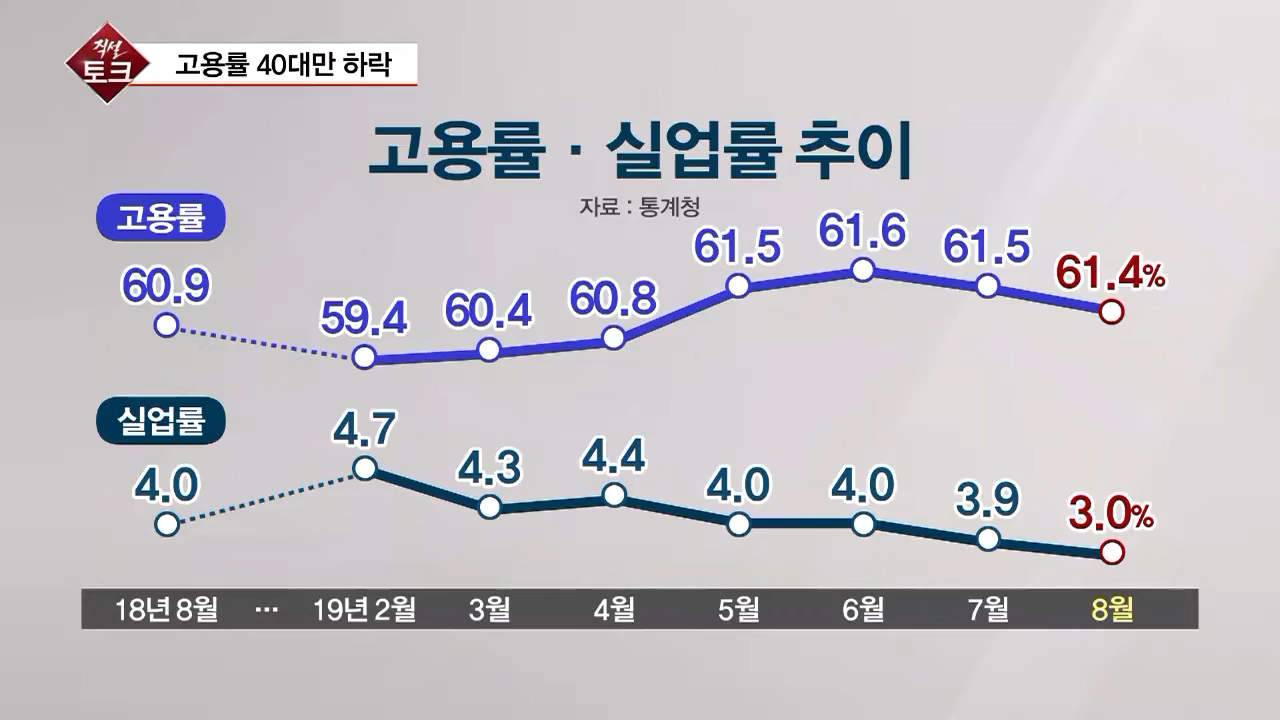 직설
토크
고용률 40대만 하락
고용률 · 실업률 추이
자료 : 통계청
고용률
60.9 59.4 60.4 60.8 61.5 61.6 61.5 61.4%
실업률
4.0 4.7 4.3 4.4 4.0 4.0 3.9 3.0%
18년 8월 ··· 19년 2월 3월 4월 5월 6월 7월 8월